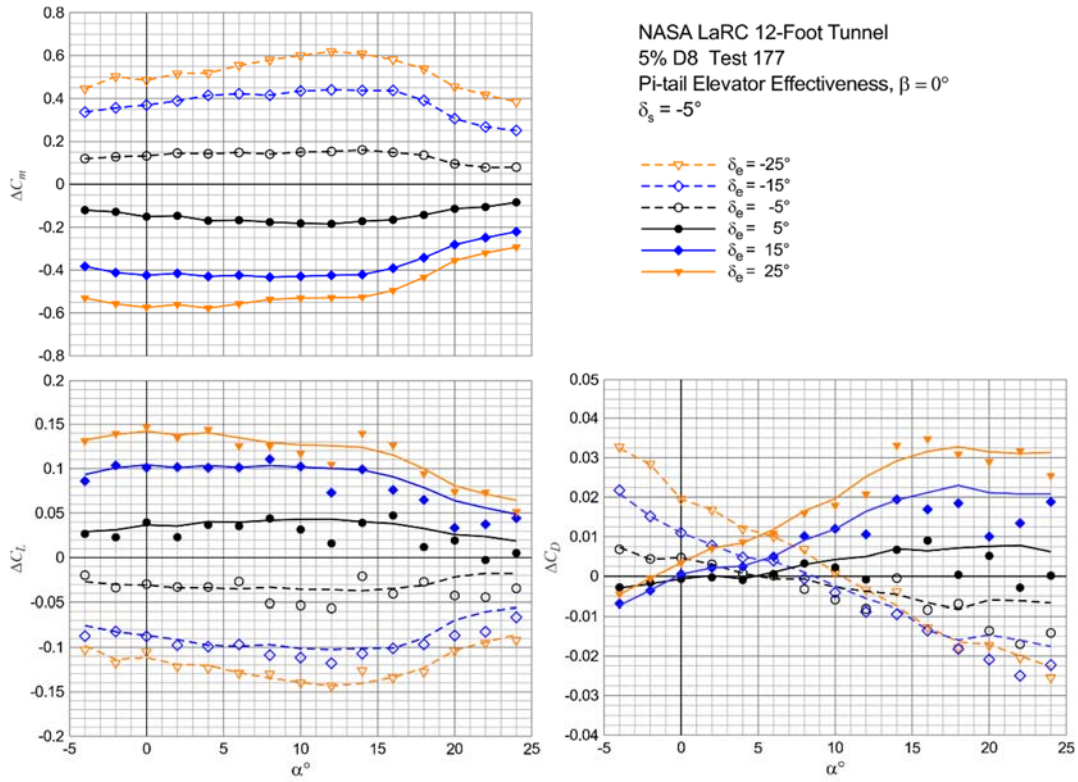 NASA LaRC 12-Foot Tunnel
5% D8 Test 177
Pi-tail Elevator Effectiveness, β = 0°
δs = -5°
δe = -25°
δe = -15°
δe = -5°
δe = 5°
δe = 15°
δe = 25°
0.8
0.6
0.4
0.2
0
-0.2
-0.4
-0.6
-0.8
ΔCm
0.2
0.15
0.1
0.05
0
-0.05
-0.1
-0.15
-0.2
ΔCL
-5
0
5
10
15
20
25
α°
0.05
0.04
0.03
0.02
0.01
0
-0.01
-0.02
-0.03
-0.04
ΔCD
-5
0
5
10
15
20
25
α°